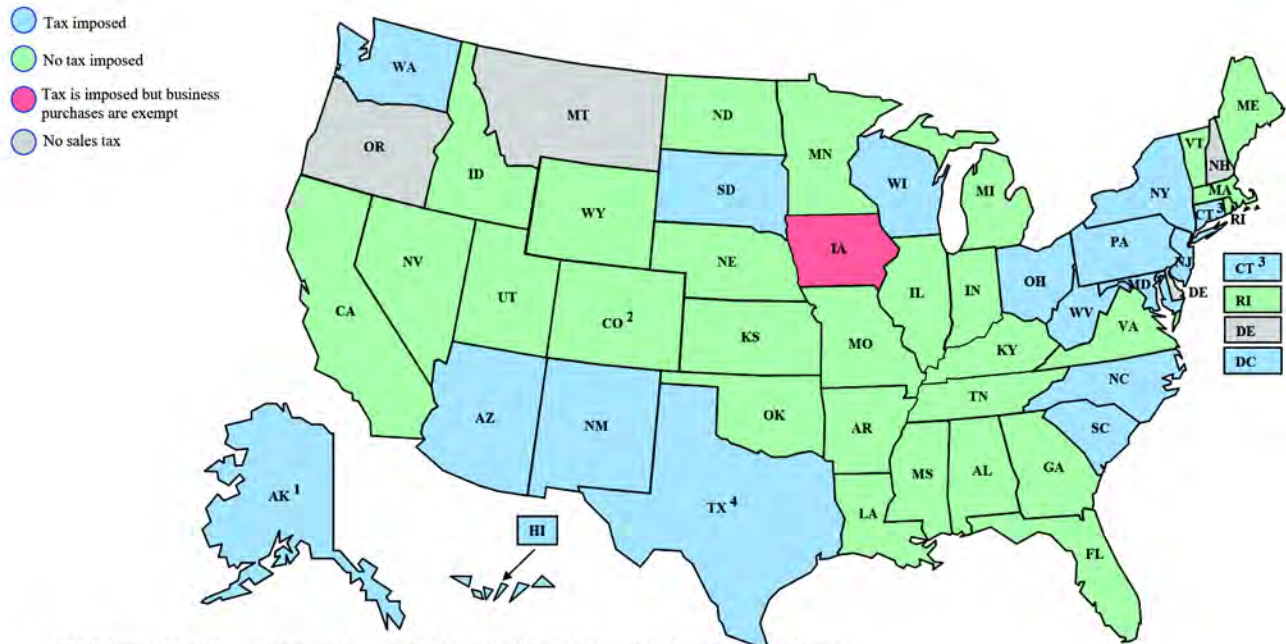 Tax imposed
No tax imposed
Tax is imposed but business
purchases are exempt
No sales tax
WA
MT
ND
MN
ME
VT
NH
OR
ID
SD
WI
MI
NY
MA
WY
CT 3
RI
IA
NE
PA
NJ
NV
UT
IL
IN
OH
MD
DE
CT 3
RI
DE
DC
CA
CO 2
KS
MO
WV
VA
KY
NC
TN
AZ
NM
OK
AR
SC
MS
AL
GA
AK 1
TX 4
LA
HI
FL